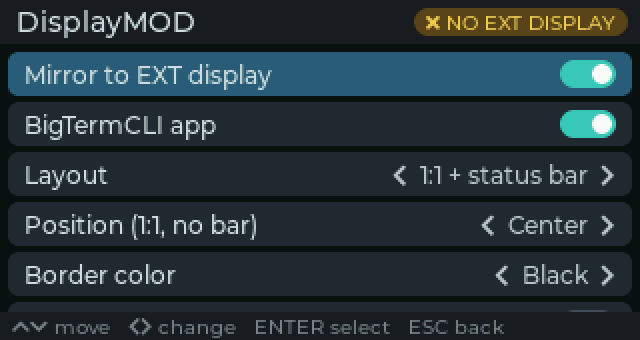 DisplayMOD
× NO EXT DISPLAY
Mirror to EXT display
BigTermCLI app
Layout
< 1:1 + status bar >
Position (1:1, no bar)
< Center >
Border color
< Black >
move <> change ENTER select ESC back